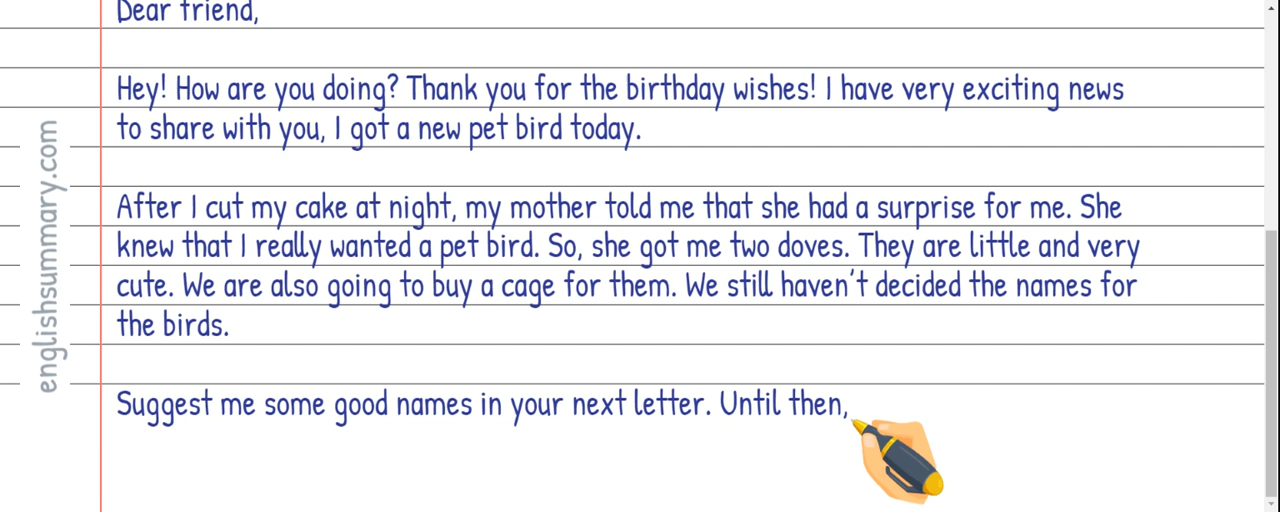 Dear friend,
Hey! How are you doing? Thank you for the birthday wishes! I have very exciting news
to share with you, I got a new pet bird today.
After I cut my cake at night, my mother told me that she had a surprise for me. She
knew that I really wanted a pet bird. So, she got me two doves. They are little and very
cute. We are also going to buy a cage for them. We still haven't decided the names for
the birds.
Suggest me some good names in your next letter. Until then,
englishsummary.com